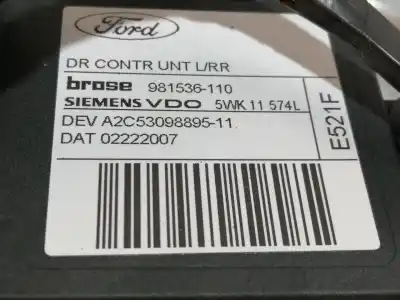 Ford
DR CONTR UNT L/RR
brose 981536-110
SIEMENS VDO 5WK 11 574L
DEV A2C53098895-11
DAT 02222007
E521F